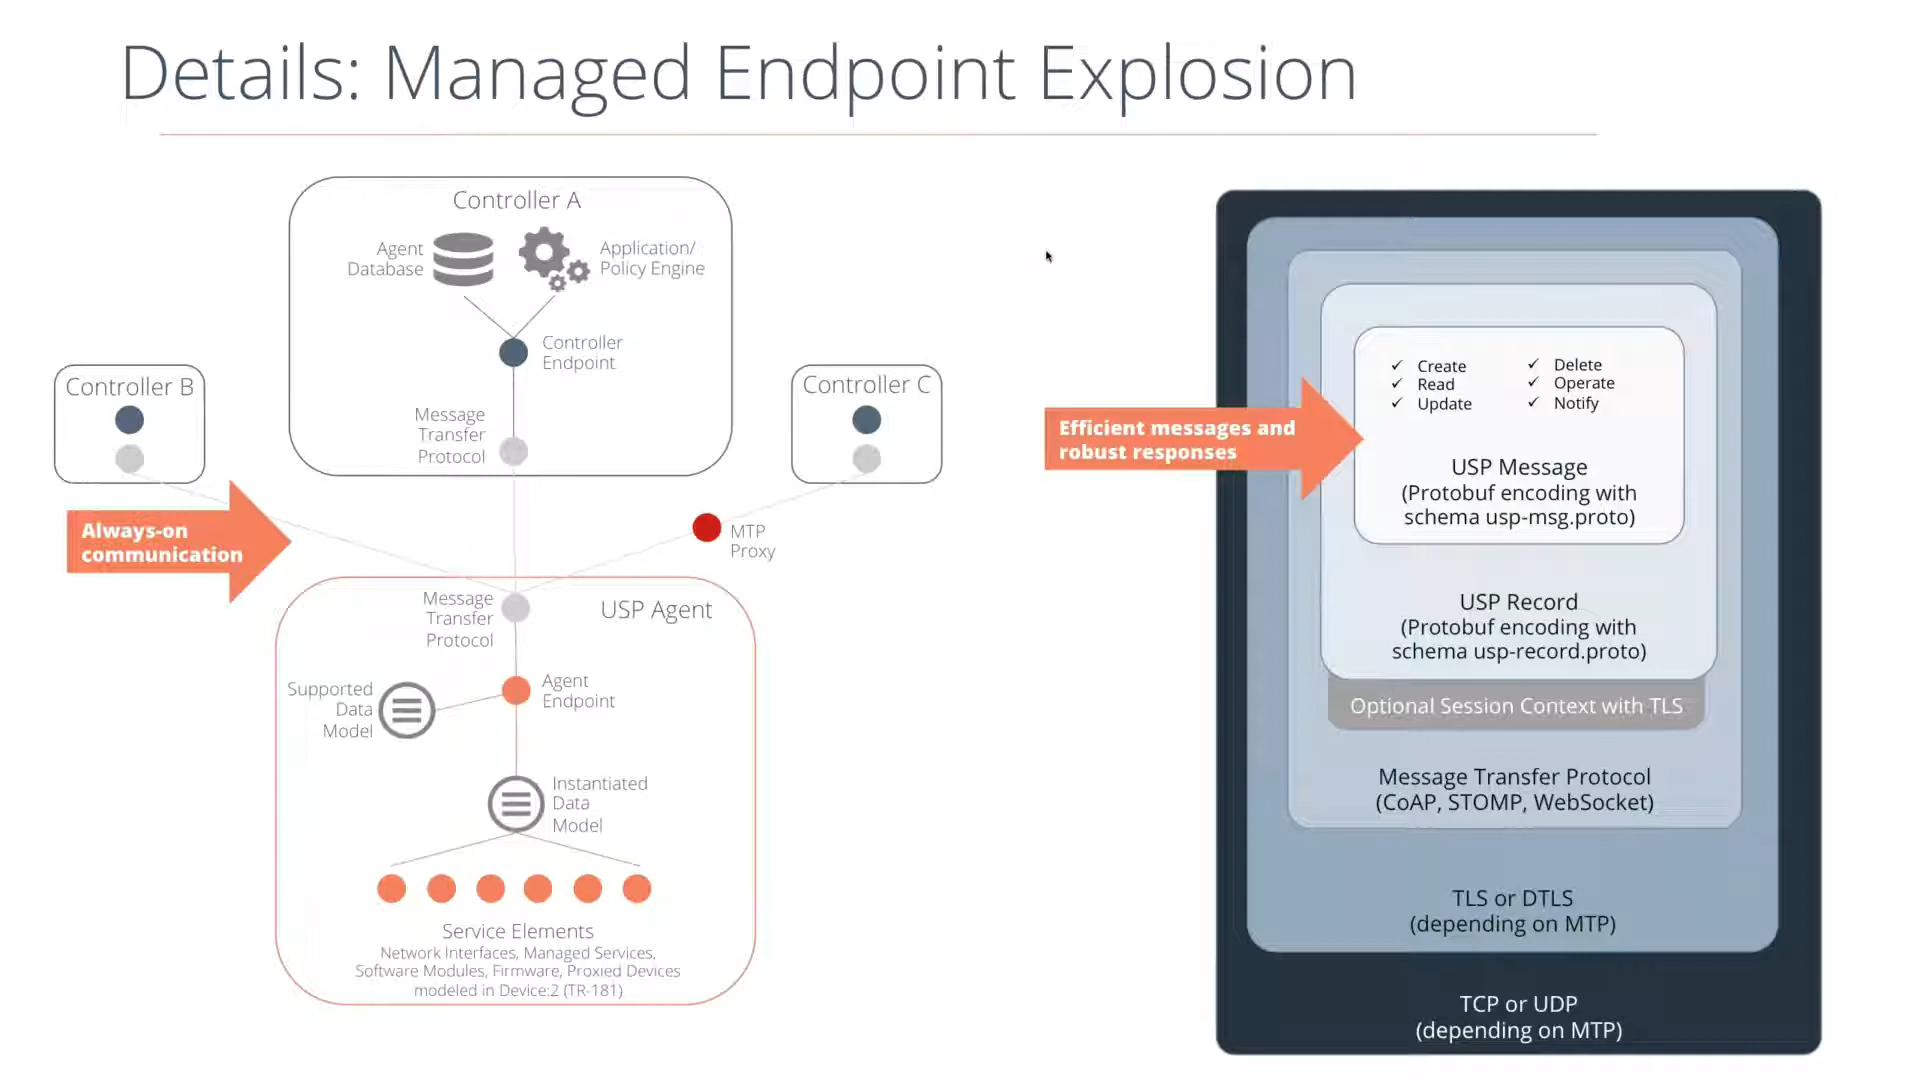 Details: Managed Endpoint Explosion
Controller A
Agent
Database
Application/
Policy Engine
Controller
Endpoint
Message
Transfer
Protocol
Controller B
Controller C
Always-on
communication
MTP
Proxy
USP Agent
Message
Transfer
Protocol
Agent
Endpoint
Supported
Data
Model
Instantiated
Data
Model
Service Elements
Network Interfaces, Managed Services,
Software Modules, Firmware, Proxied Devices
modeled in Device:2 (TR-181)
Efficient messages and
robust responses
✓ Create
✓ Read
✓ Update
✓ Delete
✓ Operate
✓ Notify
USP Message
(Protobuf encoding with
schema usp-msg.proto)
USP Record
(Protobuf encoding with
schema usp-record.proto)
Optional Session Context with TLS
Message Transfer Protocol
(CoAP, STOMP, WebSocket)
TLS or DTLS
(depending on MTP)
TCP or UDP
(depending on MTP)